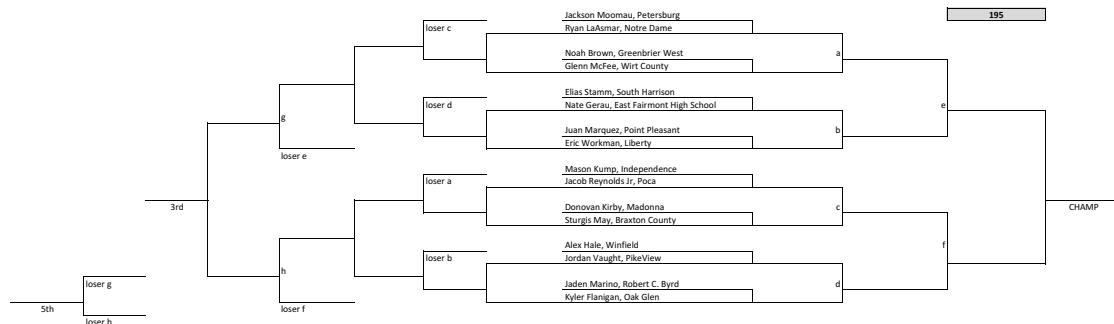 Jackson Moomau, Petersburg
195
loser c
Ryan LaAsmar, Notre Dame
Noah Brown, Greenbrier West
a
Glenn McFee, Wirt County
Elias Stamm, South Harrison
loser d
Nate Gerau, East Fairmont High School
e
g
Juan Marquez, Point Pleasant
b
Eric Workman, Liberty
loser e
Mason Kump, Independence
loser a
Jacob Reynolds Jr, Poca
3rd
Donovan Kirby, Madonna
c
CHAMP
Sturgis May, Braxton County
Alex Hale, Winfield
f
loser b
Jordan Vaught, PikeView
h
loser g
Jaden Marino, Robert C. Byrd
d
Kyler Flanigan, Oak Glen
5th
loser f
loser h